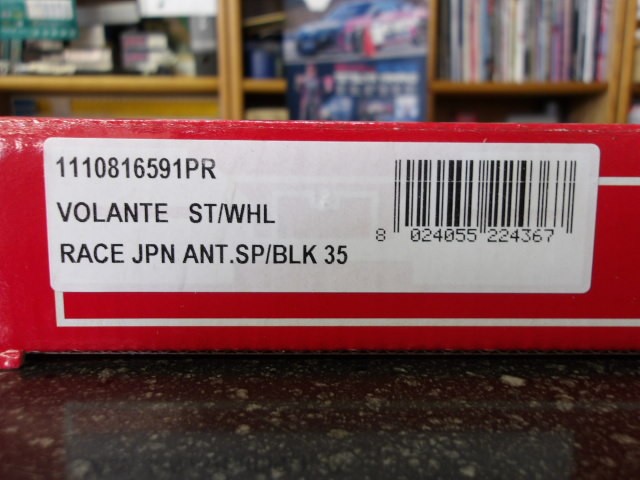 1110816591PR
VOLANTE ST/WHL
RACE JPN ANT.SP/BLK 35
8 024055 224367